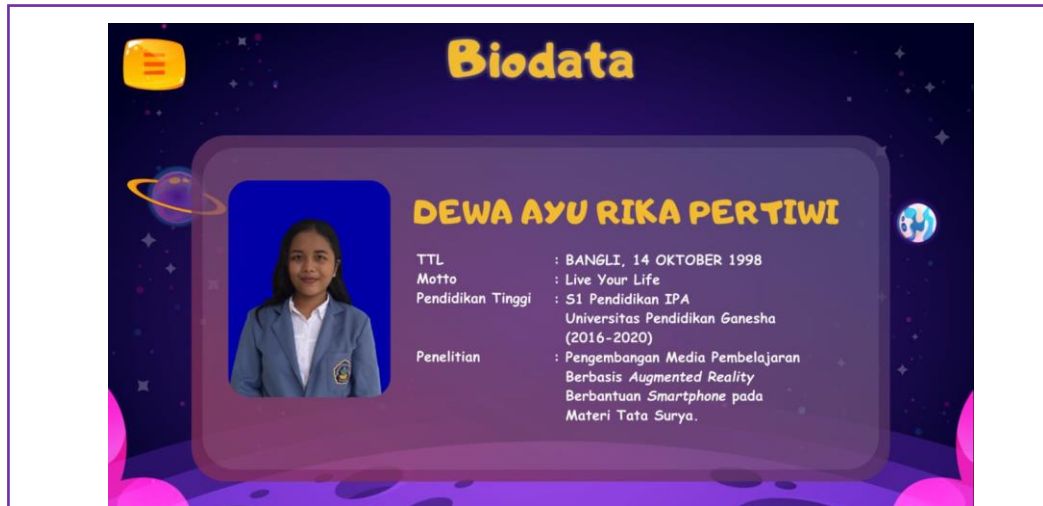 Biodata
DEWA AYU RIKA PERTIWI
TTL : BANGLI, 14 OKTOBER 1998
Motto : Live Your Life
Pendidikan Tinggi : S1 Pendidikan IPA
Universitas Pendidikan Ganesha
(2016-2020)
Penelitian : Pengembangan Media Pembelajaran
Berbasis Augmented Reality
Berbantuan Smartphone pada
Materi Tata Surya.